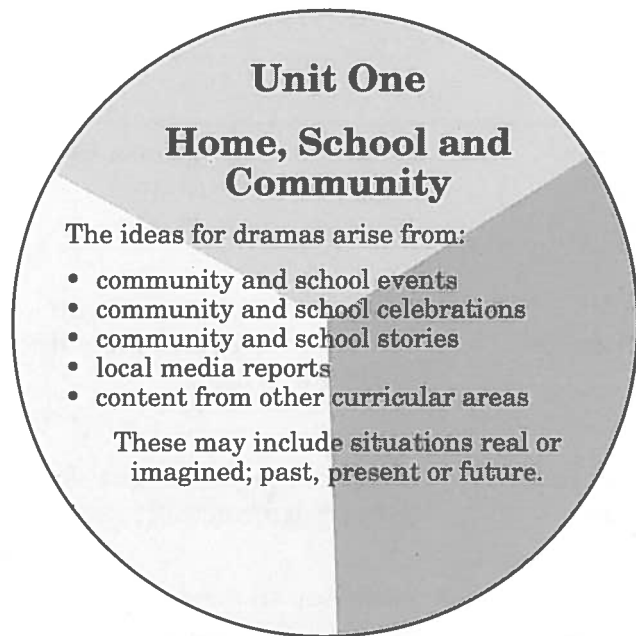 Unit One
Home, School and
Community
The ideas for dramas arise from:
• community and school events
• community and school celebrations
• community and school stories
• local media reports
• content from other curricular areas
These may include situations real or
imagined; past, present or future.